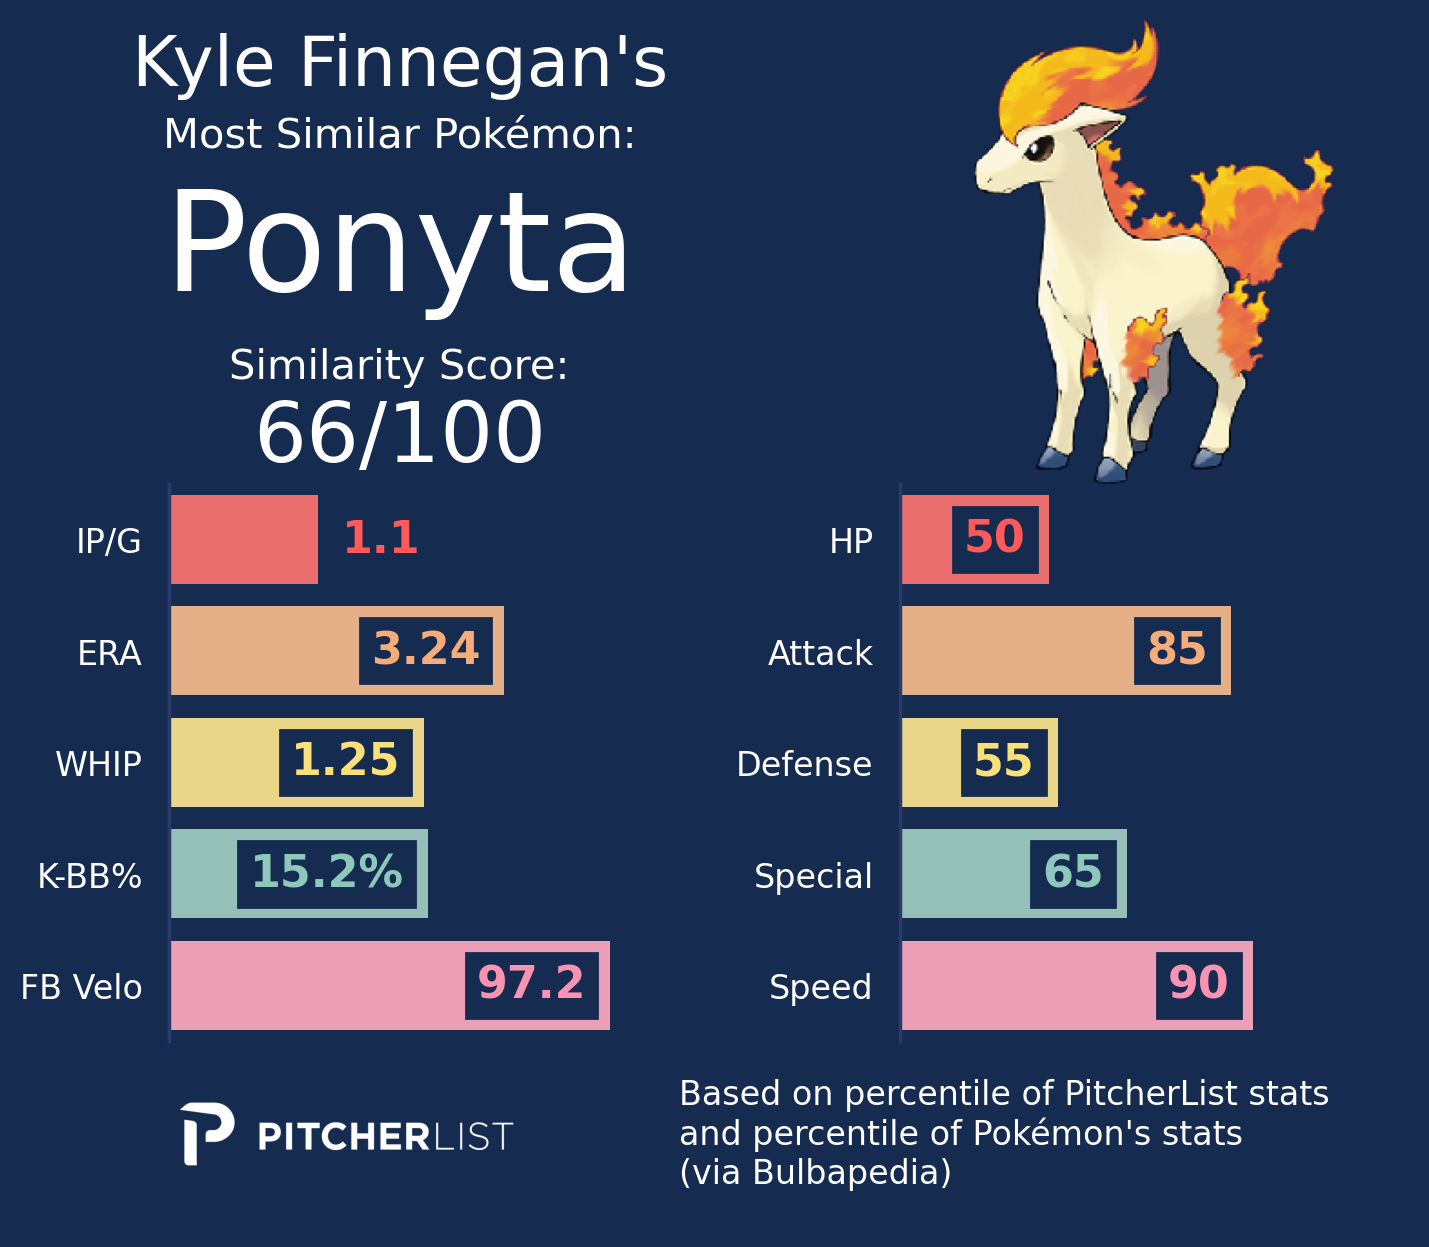 Kyle Finnegan's
Most Similar Pokémon:
Ponyta
Similarity Score:
66/100
IP/G 1.1
ERA 3.24
WHIP 1.25
K-BB% 15.2%
FB Velo 97.2
HP 50
Attack 85
Defense 55
Special 65
Speed 90
PITCHERLIST
Based on percentile of PitcherList stats
and percentile of Pokémon's stats
(via Bulbapedia)